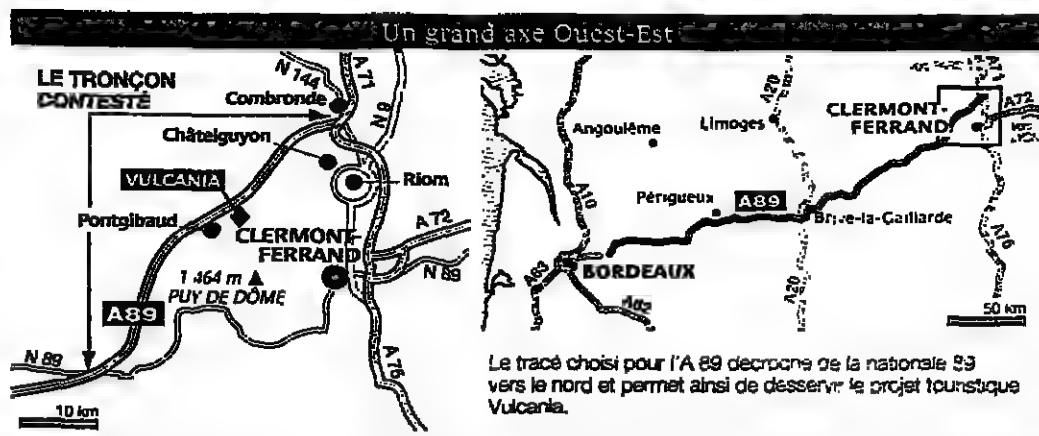 Un grand axe Ouest-Est
LE TRONÇON
CONTESTÉ
N 144
A 71
N 9
Combronde
Châtelguyon
VULCANIA
Riom
Pontgibaud
A 72
CLERMONT-
FERRAND
N 89
1 464 m
PUY DE DÔME
A89
N 89
A 75
10 km
A71
A20
A72
CLERMONT-
FERRAND
Angoulême
Limoges
A10
Périgueux
A89
Brive-la-Gaillarde
A63
BORDEAUX
A20
50 km
Le tracé choisi pour l'A 89 décroche de la nationale 89
vers le nord et permet ainsi de desservir le projet touristique
Vulcania.